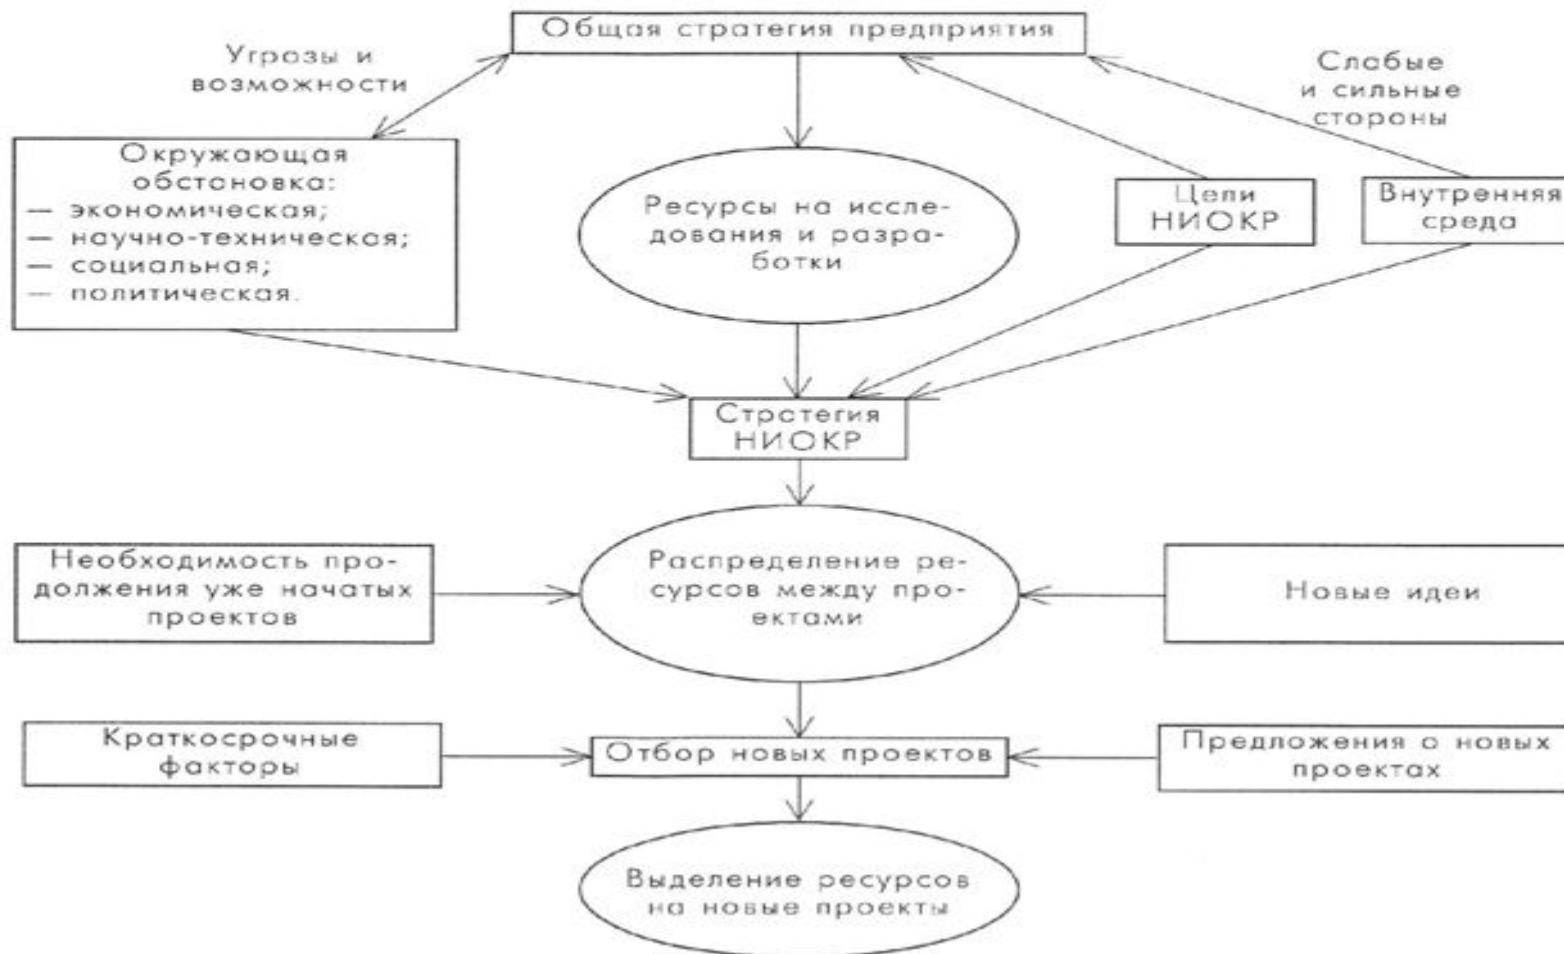 Общая стратегия предприятия
Угрозы и
возможности
Слабые
и сильные
стороны
Окружающая
обстановка:
— экономическая;
— научно-техническая;
— социальная;
— политическая.
Ресурсы на иссле-
дования и разра-
ботки
Цели
НИОКР
Внутренняя
среда
Стратегия
НИОКР
Необходимость про-
должения уже начатых
проектов
Распределение ре-
сурсов между про-
ектами
Новые идеи
Краткосрочные
факторы
Отбор новых проектов
Предложения о новых
проектах
Выделение ресурсов
на новые проекты